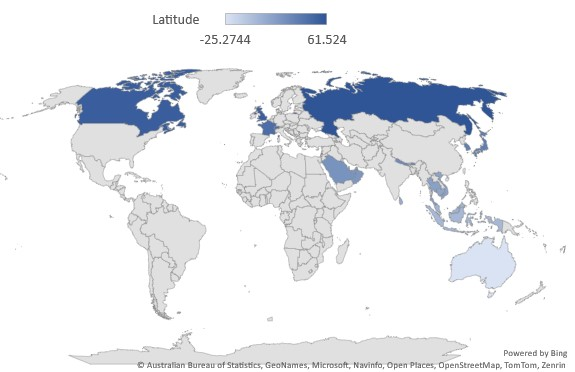 Latitude
-25.2744 61.524
Powered by Bing
© Australian Bureau of Statistics, GeoNames, Microsoft, Navinfo, Open Places, OpenStreetMap, TomTom, Zenrin